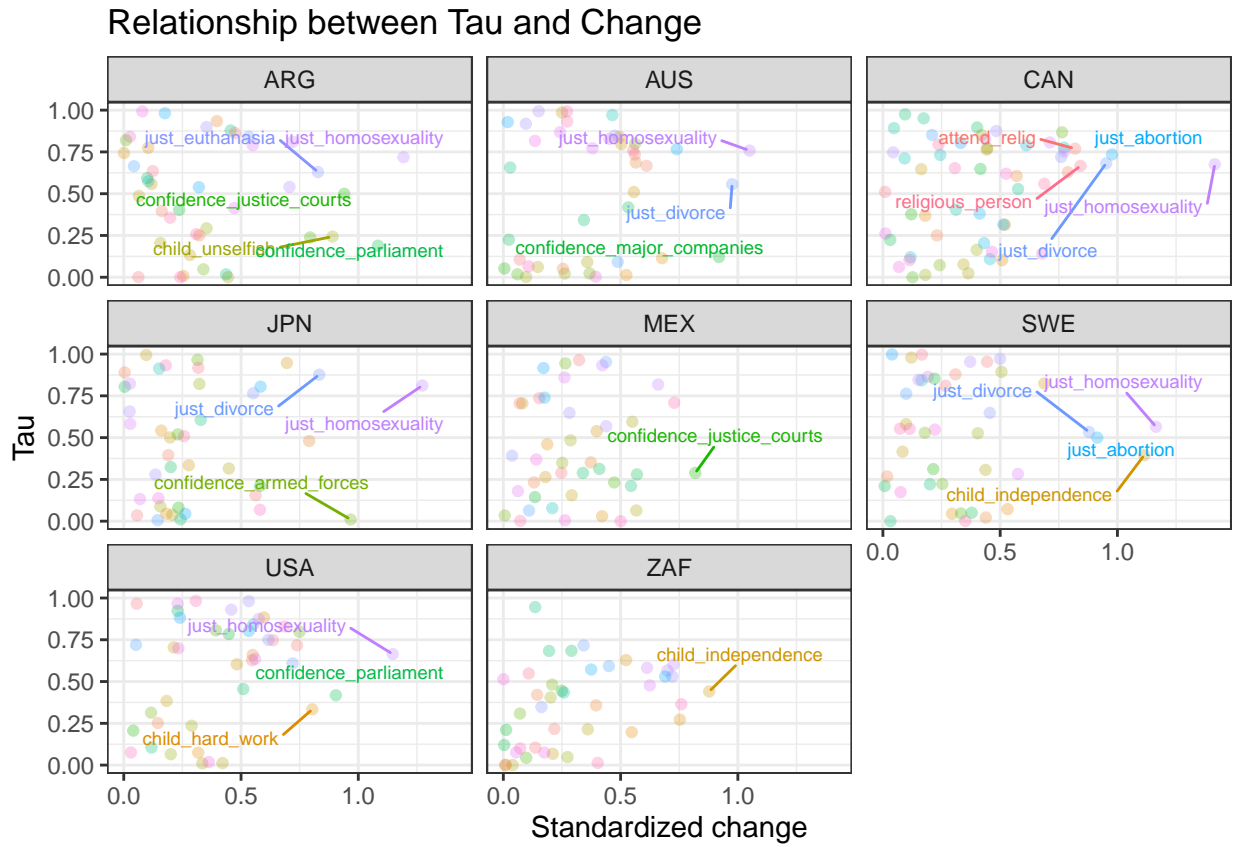 Relationship between Tau and Change
ARG
AUS
CAN
1.00
0.75
0.50
0.25
0.00
just_euthanasia
just_homosexuality
confidence_justice_courts
child_unselfish
confidence_parliament
just_homosexuality
just_divorce
confidence_major_companies
attend_relig
just_abortion
religious_person
just_homosexuality
just_divorce
JPN
MEX
SWE
1.00
0.75
0.50
0.25
0.00
just_divorce
just_homosexuality
confidence_armed_forces
confidence_justice_courts
just_homosexuality
just_divorce
just_abortion
child_independence
0.0 0.5 1.0
USA
ZAF
1.00
0.75
0.50
0.25
0.00
just_homosexuality
confidence_parliament
child_hard_work
child_independence
0.0 0.5 1.0
0.0 0.5 1.0
Tau
Standardized change